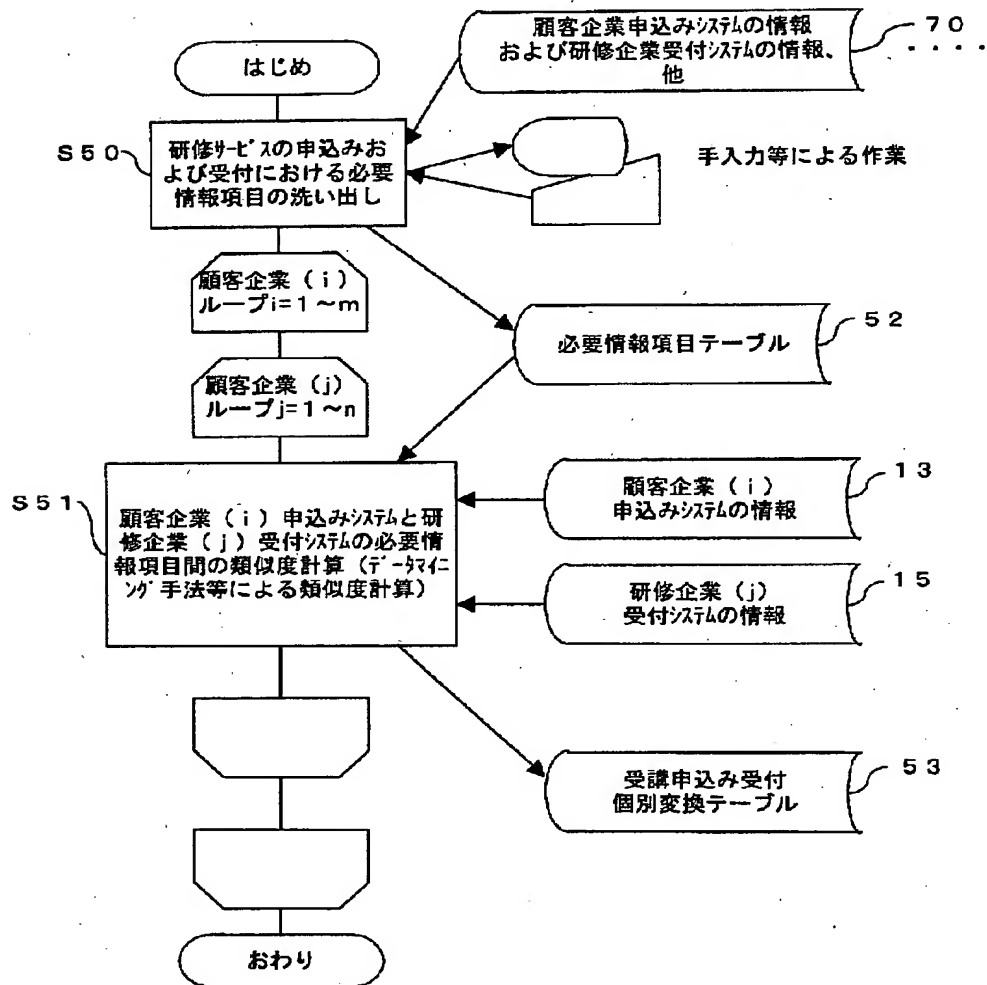 はじめ
顧客企業申込みシステムの情報
および研修企業受付システムの情報、
他
70
・・・・
S50
研修サービスの申込みお
よび受付における必要
情報項目の洗い出し
手入力等による作業
顧客企業(i)
ループi=1~m
必要情報項目テーブル
52
顧客企業(j)
ループj=1~n
S51
顧客企業(i)申込みシステムと研
修企業(j)受付システムの必要情
報項目間の類似度計算(データマイニ
ング手法等による類似度計算)
顧客企業(i)
申込みシステムの情報
13
研修企業(j)
受付システムの情報
15
受講申込み受付
個別変換テーブル
53
おわり